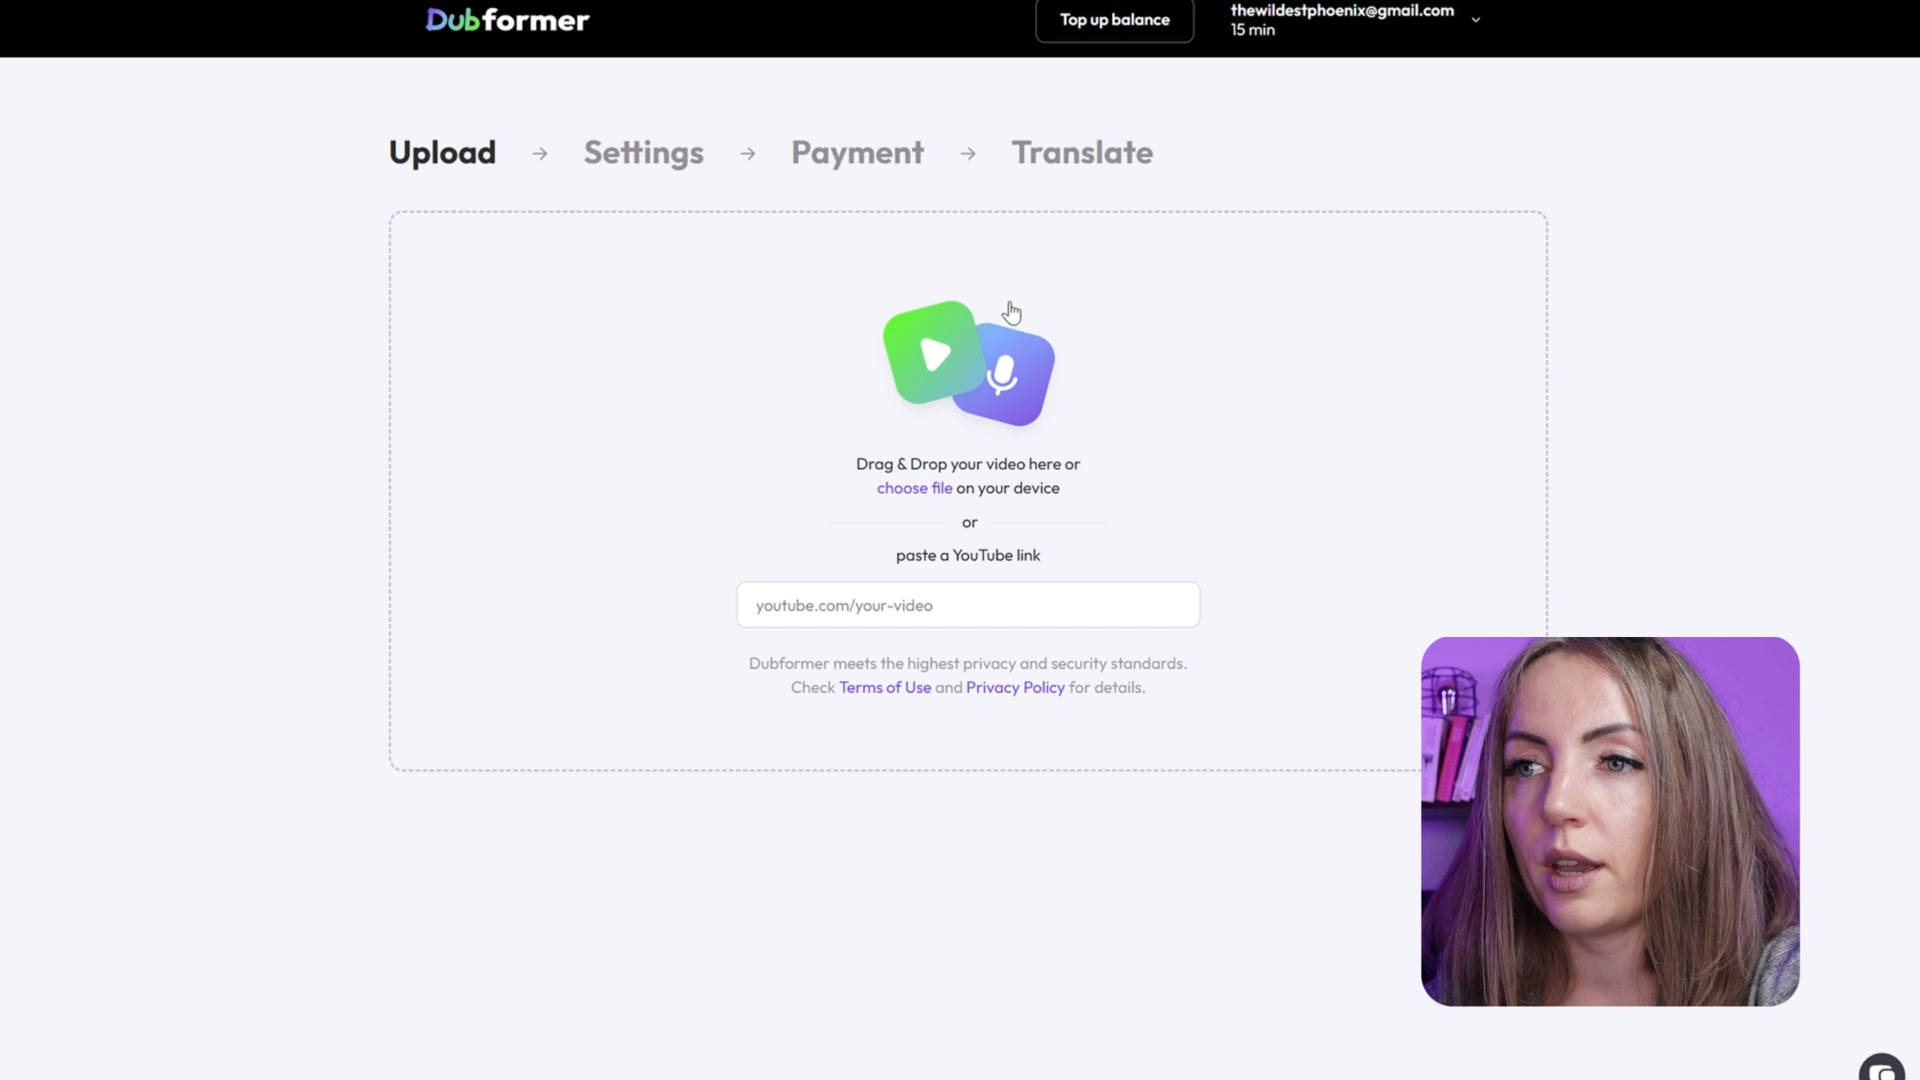 Dubformer
Top up balance
thewildestphoenix@gmail.com
15 min
Upload → Settings → Payment → Translate
Drag & Drop your video here or
choose file on your device
or
paste a YouTube link
youtube.com/your-video
Dubformer meets the highest privacy and security standards.
Check Terms of Use and Privacy Policy for details.